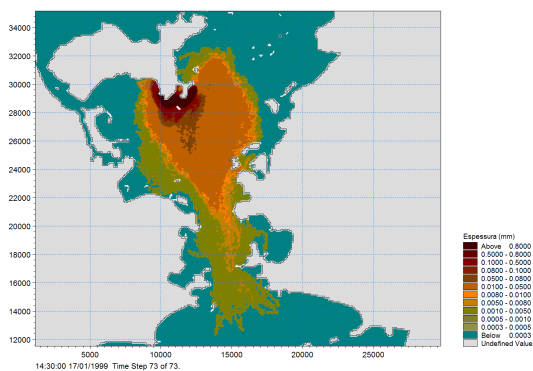 34000
32000
30000
28000
26000
24000
22000
20000
18000
16000
14000
12000
5000 10000 15000 20000 25000
14:30:00 17/01/1999 Time Step 73 of 73.
Espessura (mm)
Above 0.8000
0.5000 - 0.8000
0.1000 - 0.5000
0.0800 - 0.1000
0.0500 - 0.0800
0.0100 - 0.0500
0.0080 - 0.0100
0.0050 - 0.0080
0.0010 - 0.0050
0.0005 - 0.0010
0.0003 - 0.0005
Below 0.0003
Undefined Value